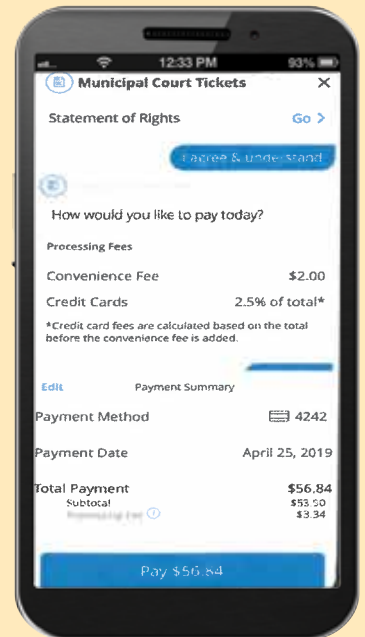 12:33 PM 93%
Municipal Court Tickets
Statement of Rights Go >
I agree & understand
How would you like to pay today?
Processing Fees
Convenience Fee $2.00
Credit Cards 2.5% of total*
*Credit card fees are calculated based on the total
before the convenience fee is added.
Edit Payment Summary
Payment Method 4242
Payment Date April 25, 2019
Total Payment $56.84
Subtotal $53.50
$3.34
Pay $56.84